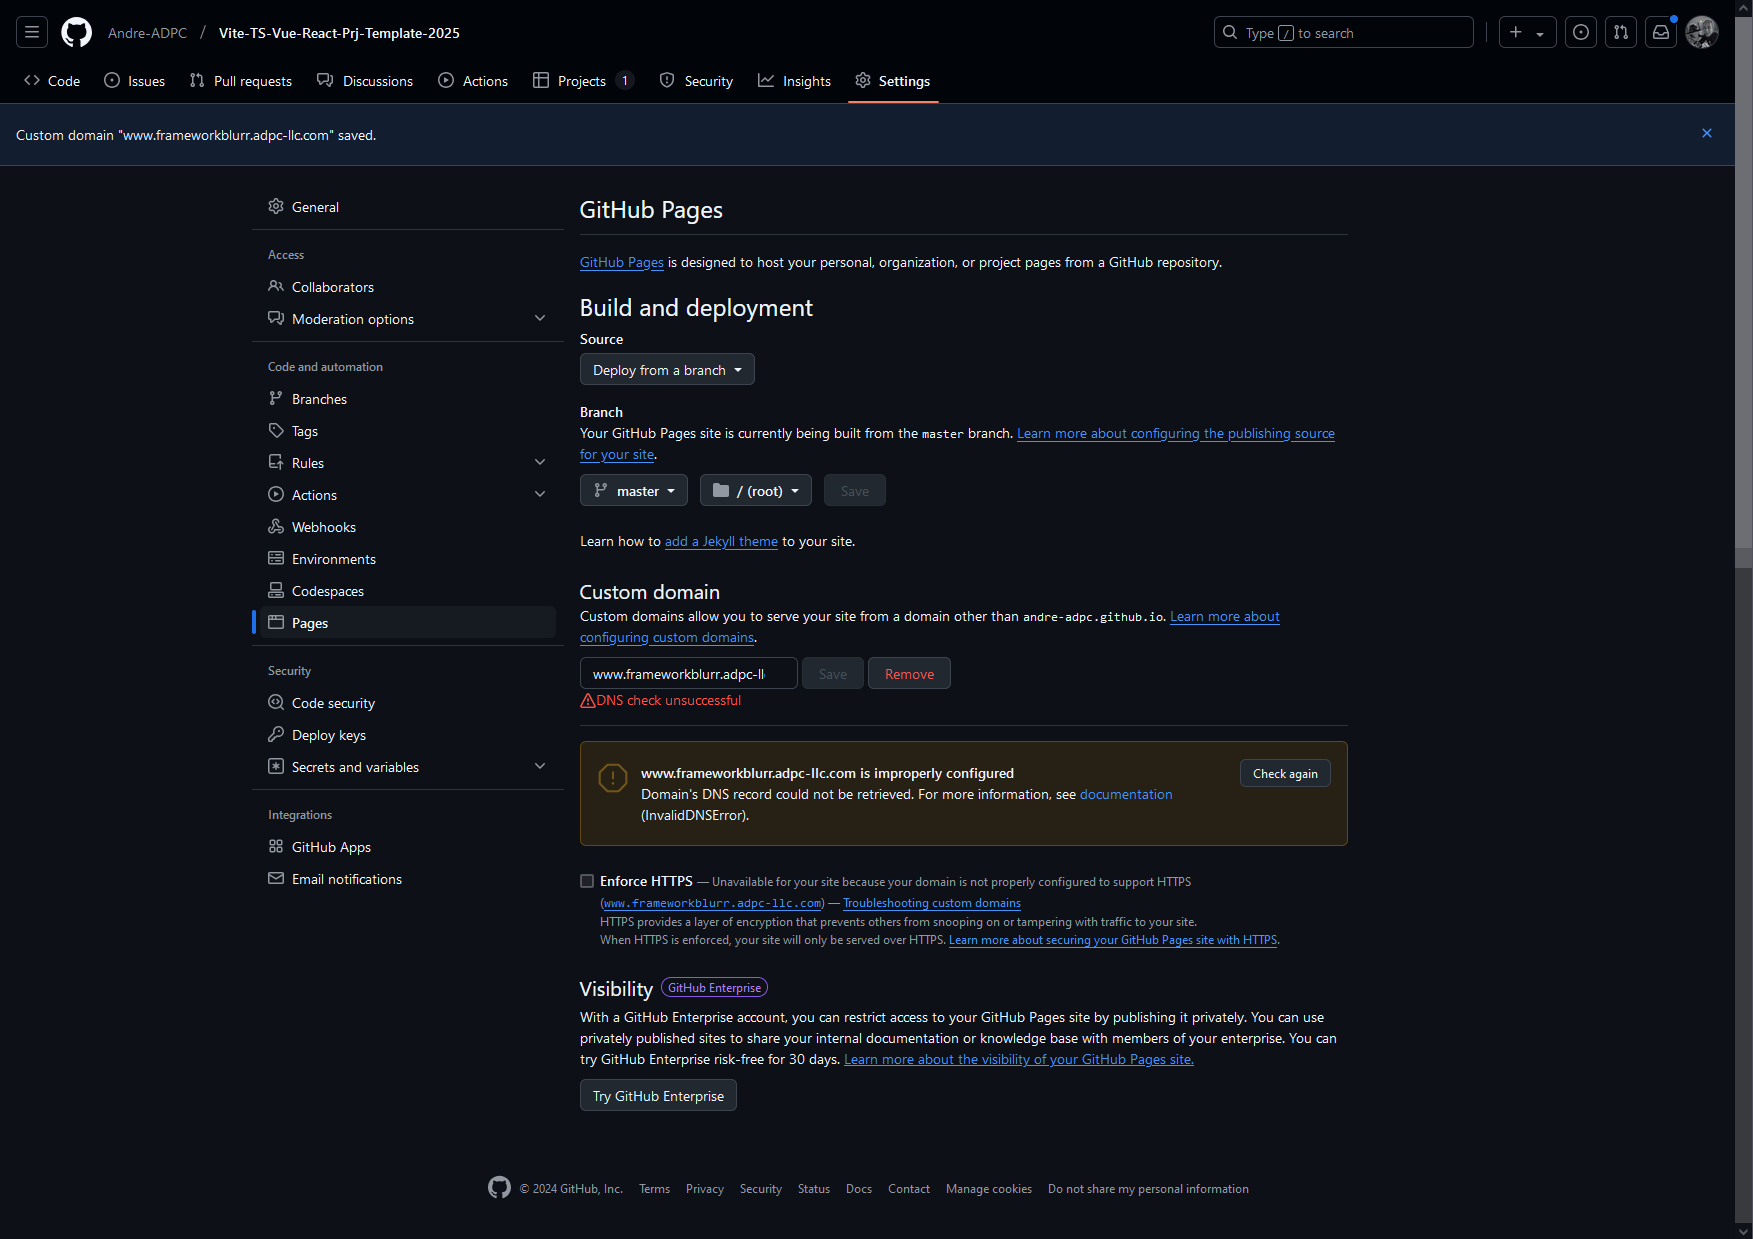 Andre-ADPC / Vite-TS-Vue-React-Prj-Template-2025
Type / to search
Code Issues Pull requests Discussions Actions Projects 1 Security Insights Settings
Custom domain "www.frameworkblurr.adpc-llc.com" saved.
General
Access
Collaborators
Moderation options
Code and automation
Branches
Tags
Rules
Actions
Webhooks
Environments
Codespaces
Pages
Security
Code security
Deploy keys
Secrets and variables
Integrations
GitHub Apps
Email notifications
GitHub Pages
GitHub Pages is designed to host your personal, organization, or project pages from a GitHub repository.
Build and deployment
Source
Deploy from a branch
Branch
Your GitHub Pages site is currently being built from the master branch. Learn more about configuring the publishing source
for your site.
master / (root) Save
Learn how to add a Jekyll theme to your site.
Custom domain
Custom domains allow you to serve your site from a domain other than andre-adpc.github.io. Learn more about
configuring custom domains.
www.frameworkblurr.adpc-ll Save Remove
DNS check unsuccessful
www.frameworkblurr.adpc-llc.com is improperly configured
Check again
Domain's DNS record could not be retrieved. For more information, see documentation
(InvalidDNSError).
Enforce HTTPS — Unavailable for your site because your domain is not properly configured to support HTTPS
(www.frameworkblurr.adpc-llc.com) — Troubleshooting custom domains
HTTPS provides a layer of encryption that prevents others from snooping on or tampering with traffic to your site.
When HTTPS is enforced, your site will only be served over HTTPS. Learn more about securing your GitHub Pages site with HTTPS.
Visibility GitHub Enterprise
With a GitHub Enterprise account, you can restrict access to your GitHub Pages site by publishing it privately. You can use
privately published sites to share your internal documentation or knowledge base with members of your enterprise. You can
try GitHub Enterprise risk-free for 30 days. Learn more about the visibility of your GitHub Pages site.
Try GitHub Enterprise
© 2024 GitHub, Inc. Terms Privacy Security Status Docs Contact Manage cookies Do not share my personal information